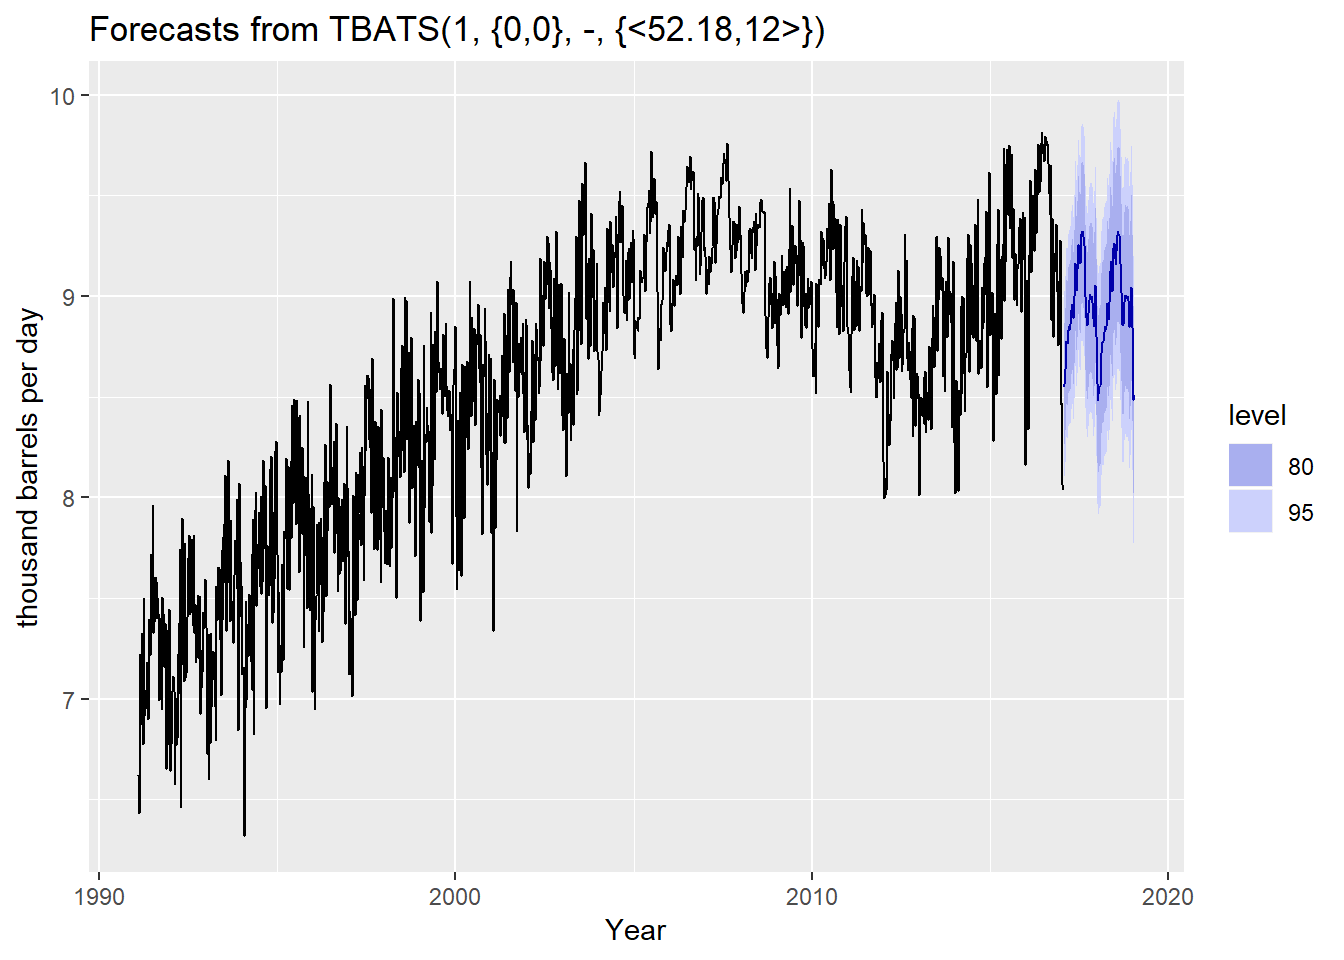 Forecasts from TBATS(1, {0,0}, -, {<52.18,12>})
10
9
8
7
thousand barrels per day
1990
2000
2010
2020
Year
level
80
95